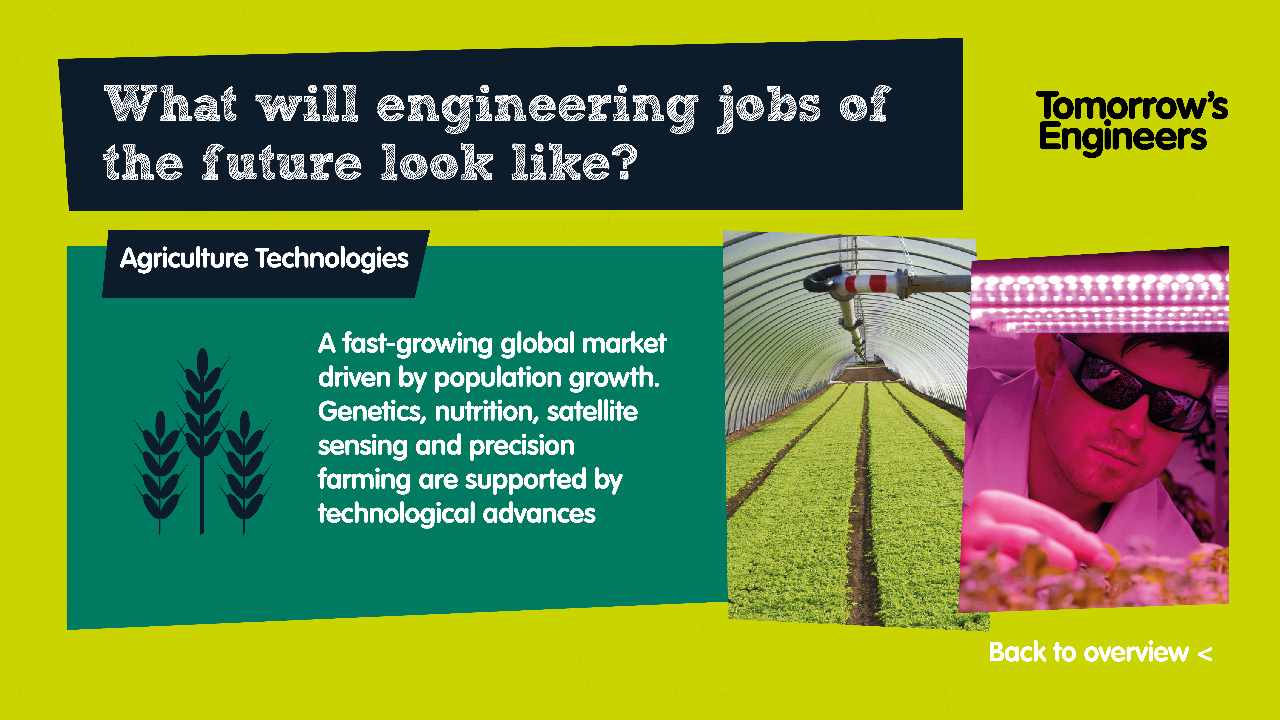 What will engineering jobs of
the future look like?
Tomorrow's
Engineers
Agriculture Technologies
A fast-growing global market
driven by population growth.
Genetics, nutrition, satellite
sensing and precision
farming are supported by
technological advances
Back to overview <